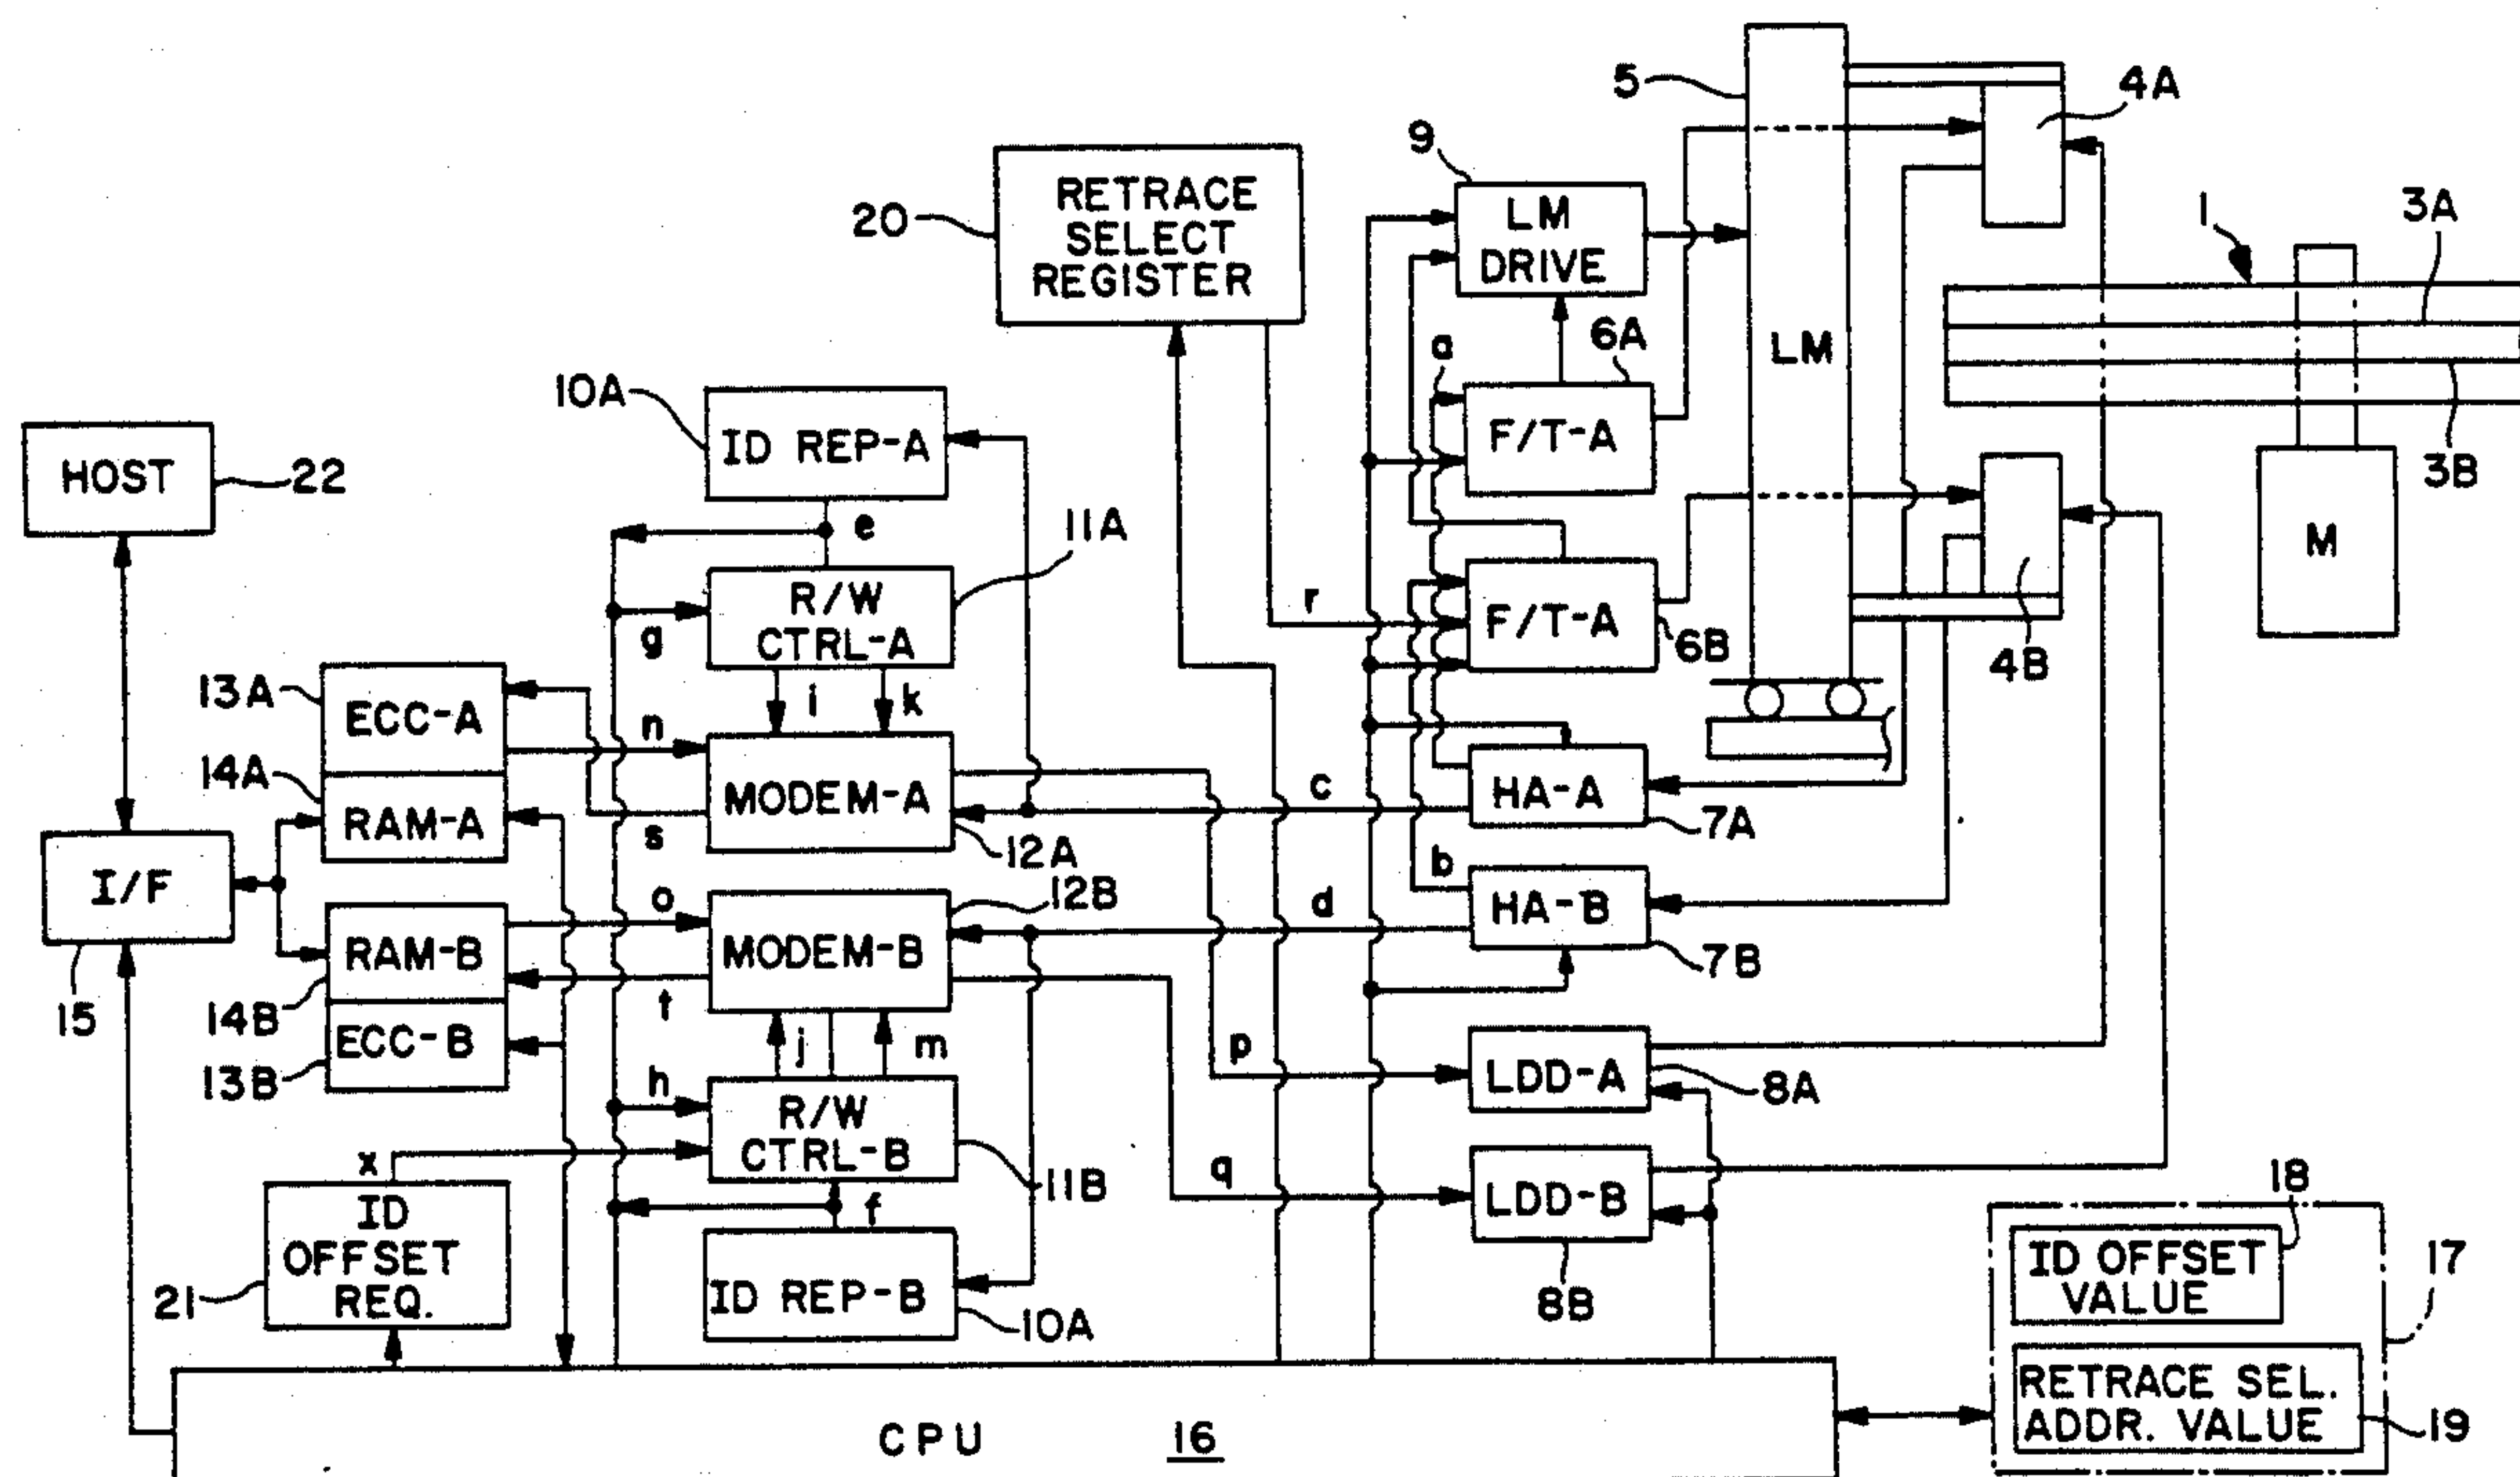 5
4A
9
LM
DRIVE
20
RETRACE
SELECT
REGISTER
1
3A
a
6A
LM
F/T-A
10A
ID REP-A
HOST
22
3B
M
e
11A
g
R/W
CTRL-A
r
F/T-A
6B
4B
13A
ECC-A
n
i
k
14A
RAM-A
s
MODEM-A
12A
c
HA-A
7A
I/F
15
o
12B
b
d
HA-B
7B
RAM-B
14B
t
MODEM-B
ECC-B
13B
j
m
h
p
LDD-A
8A
R/W
CTRL-B
11B
x
q
LDD-B
8B
18
ID
OFFSET
REQ.
21
f
ID REP-B
10A
ID OFFSET
VALUE
17
RETRACE SEL.
ADDR. VALUE
19
CPU
16